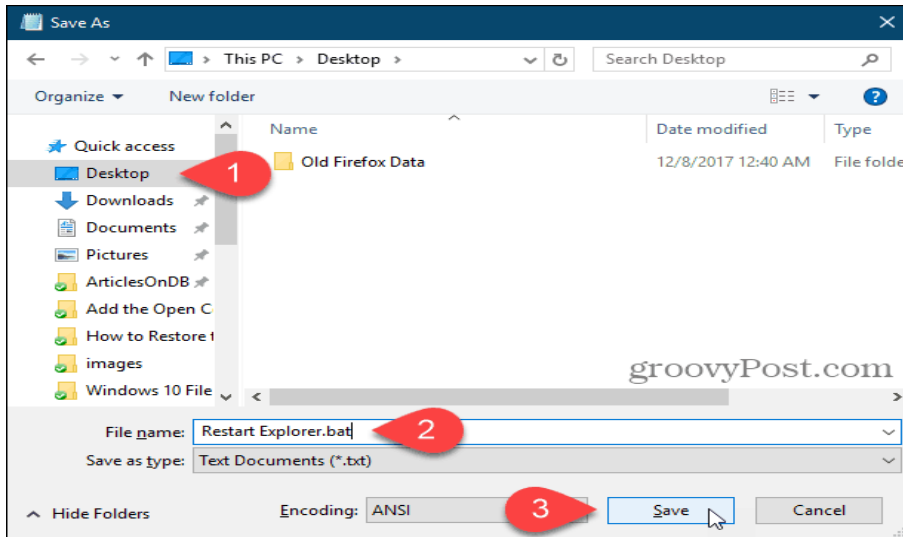 Save As
This PC > Desktop >
Search Desktop
Organize
New folder
?
Name
Date modified
Type
Quick access
Old Firefox Data
12/8/2017 12:40 AM
File folde
Desktop
1
Downloads
Documents
Pictures
ArticlesOnDB
Add the Open C
How to Restore t
images
Windows 10 File
groovyPost.com
File name: Restart Explorer.bat
2
Save as type: Text Documents (*.txt)
Hide Folders
Encoding: ANSI
3
Save
Cancel